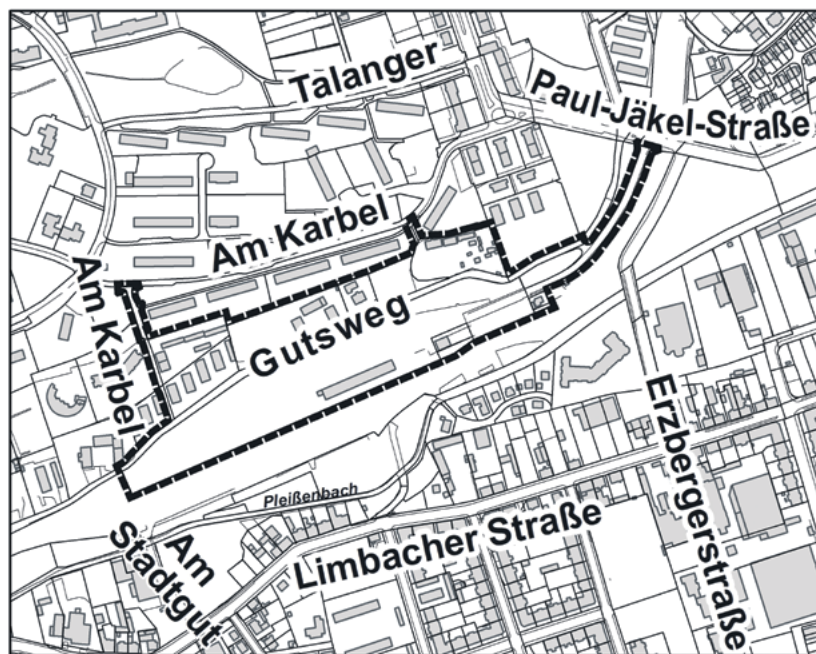 Talanger
Paul-Jäkel-Straße
Am Karbel
Am Karbel
Gutsweg
Erzbergerstraße
Pleißenbach
Limbacher Straße
Am
Stadtgut